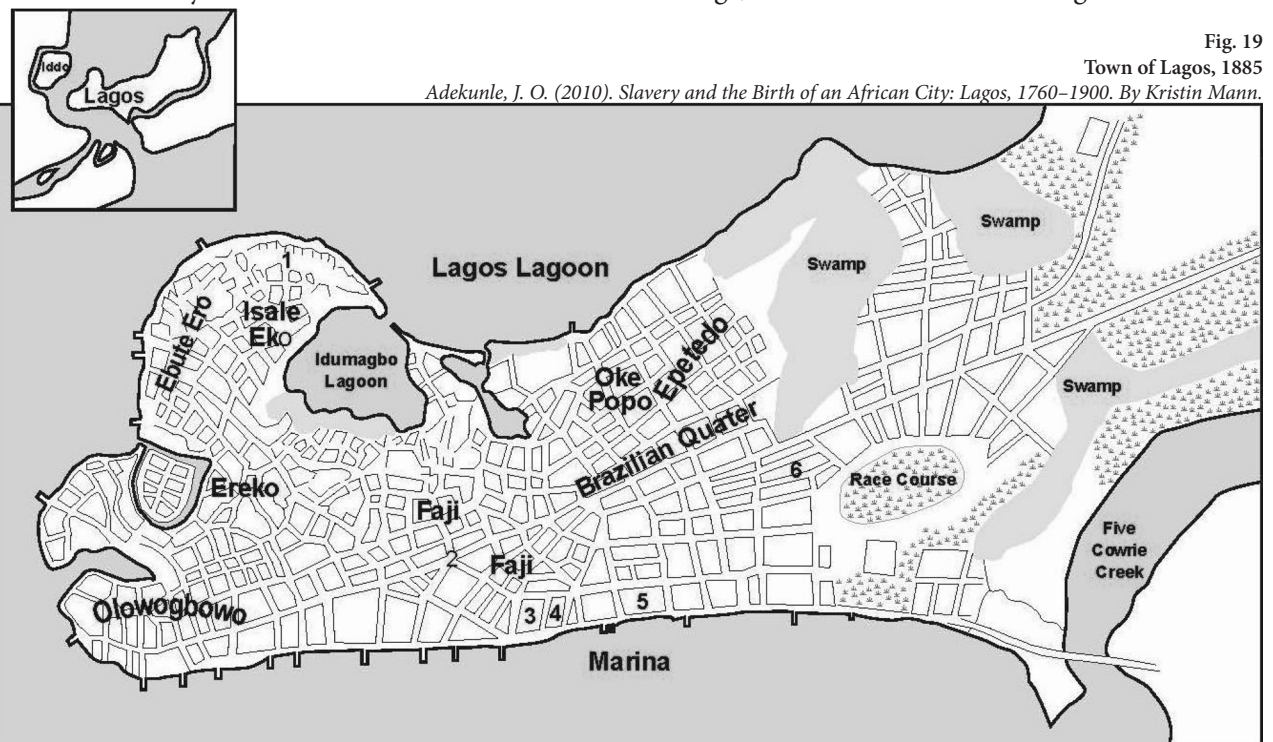 Fig. 19
Town of Lagos, 1885
Adekunle, J. O. (2010). Slavery and the Birth of an African City: Lagos, 1760–1900. By Kristin Mann.
Iddo
Lagos
Lagos Lagoon
Swamp
Swamp
1
Isale
Eko
Ebute Ero
Idumagbo
Lagoon
Oke
Popo
Epetedo
Swamp
Brazilian Quater
6
Race Course
Ereko
Faji
2
Faji
Five
Cowrie
Creek
Olowogbowo
3
4
5
Marina